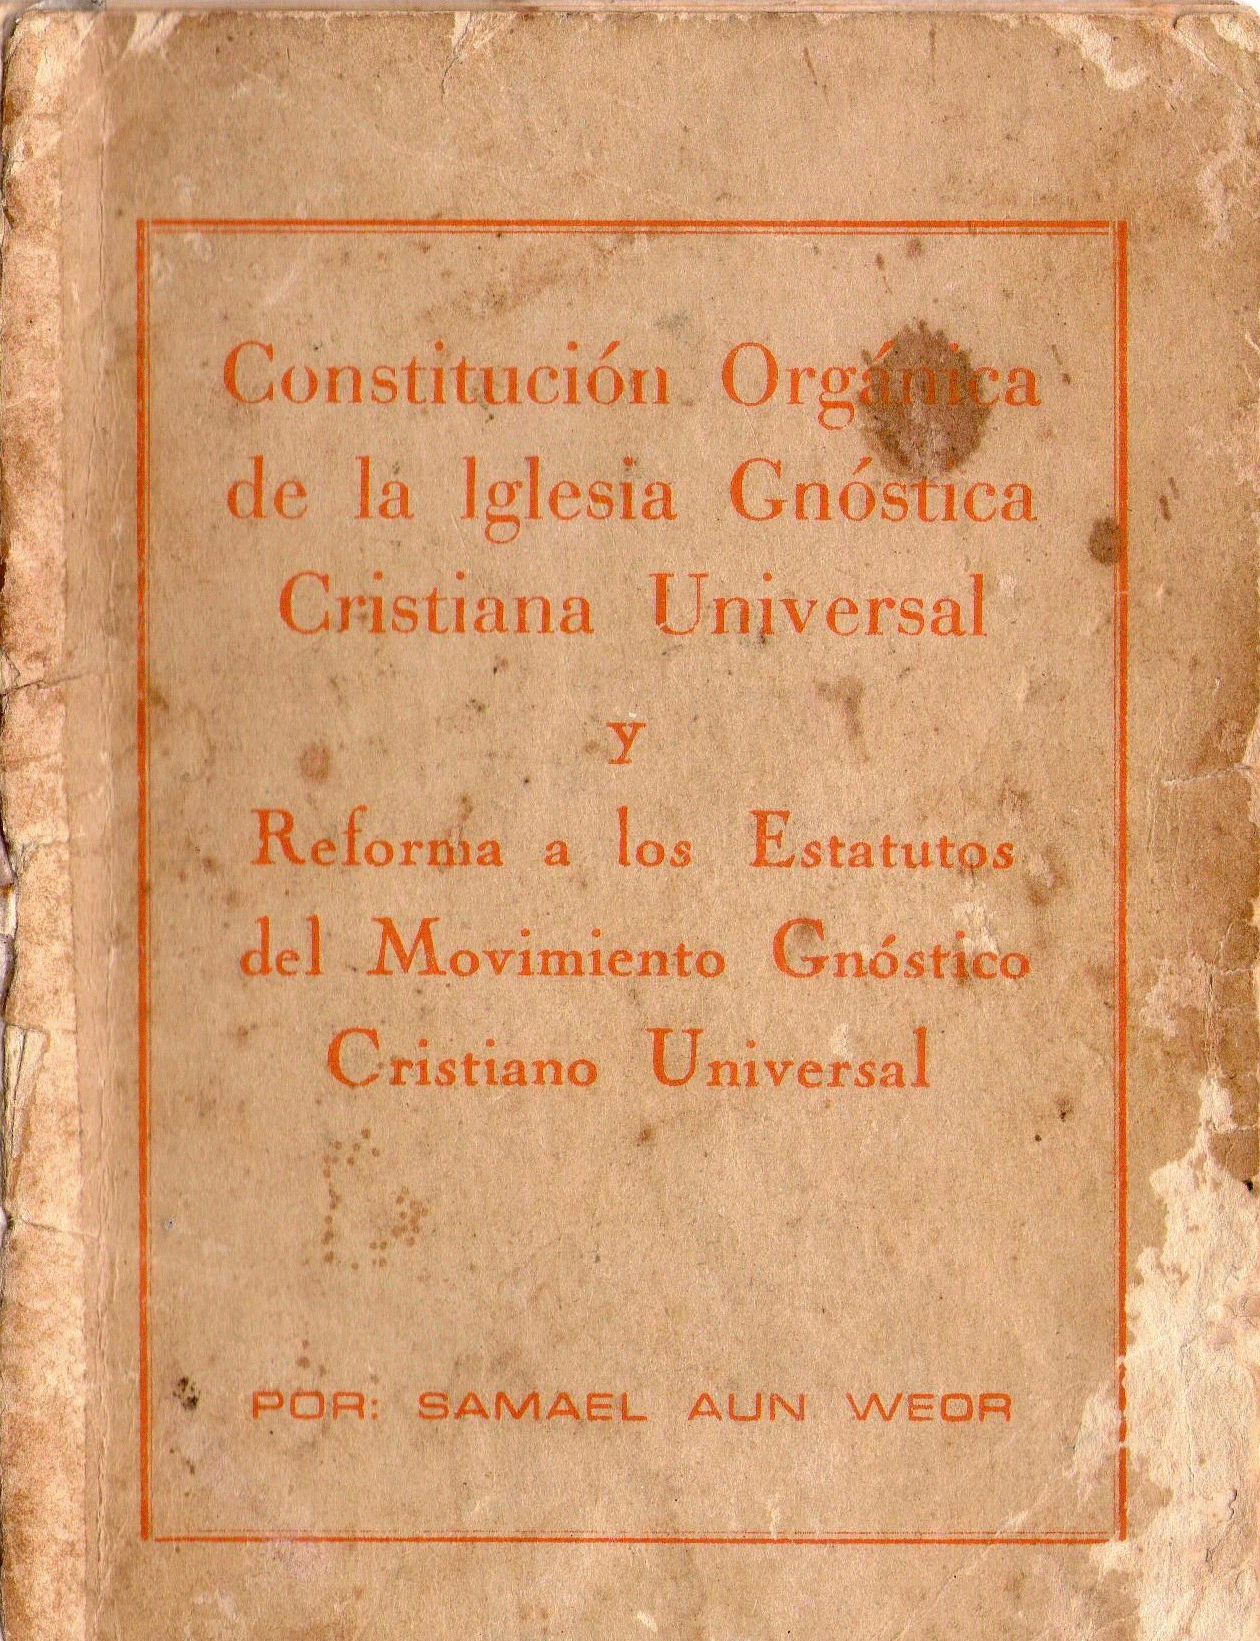 Constitución Orgánica
de la Iglesia Gnóstica
Cristiana Universal
y
Reforma a los Estatutos
del Movimiento Gnóstico
Cristiano Universal
POR: SAMAEL AUN WEOR